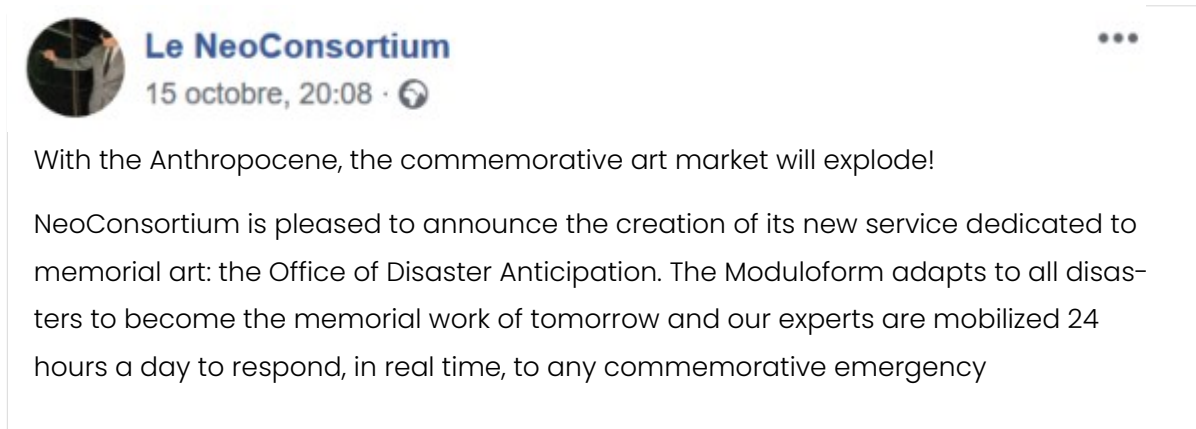 Le NeoConsortium
15 octobre, 20:08 ·
With the Anthropocene, the commemorative art market will explode!
NeoConsortium is pleased to announce the creation of its new service dedicated to
memorial art: the Office of Disaster Anticipation. The Moduloform adapts to all disas-
ters to become the memorial work of tomorrow and our experts are mobilized 24
hours a day to respond, in real time, to any commemorative emergency